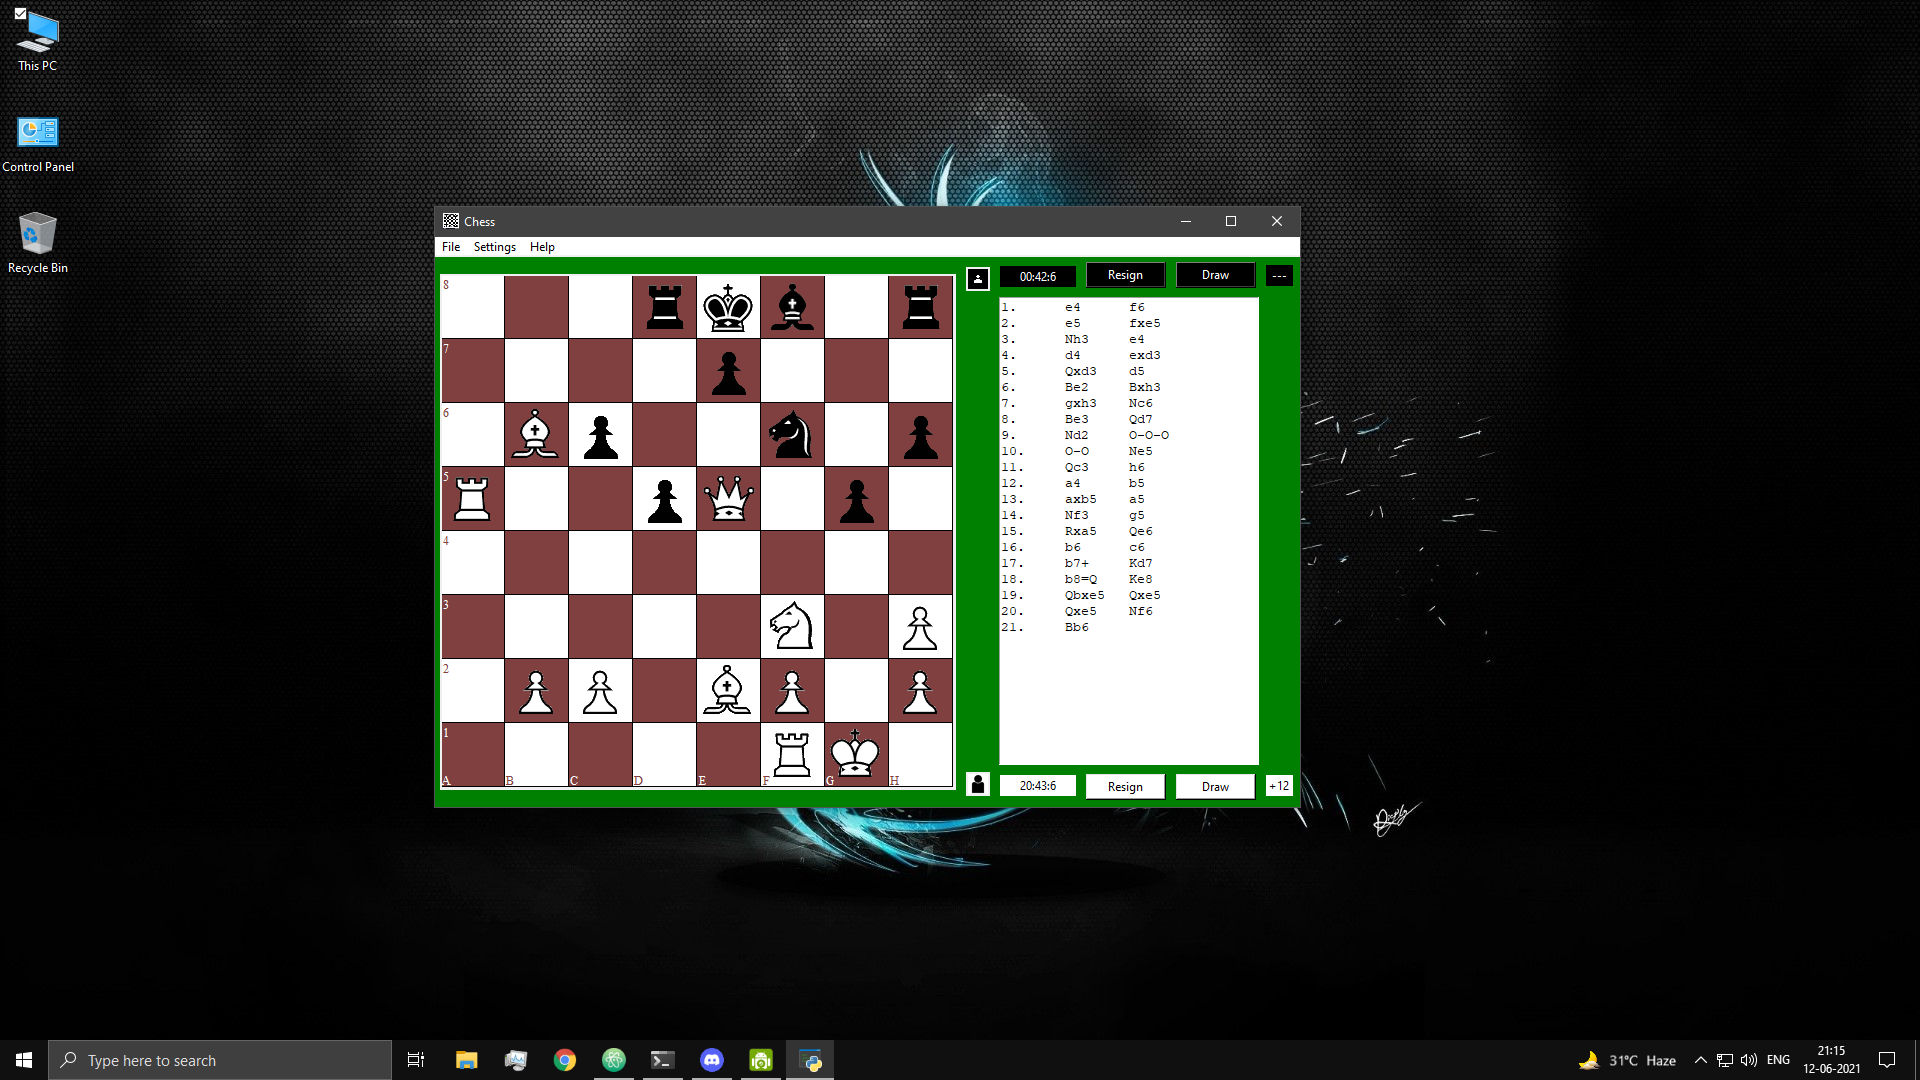 This PC
Control Panel
Recycle Bin
Chess
File Settings Help
8
7
6
5
4
3
2
1
A B C D E F G H
00:42:6 Resign Draw ---
1. e4 f6
2. e5 fxe5
3. Nh3 e4
4. d4 exd3
5. Qxd3 d5
6. Be2 Bxh3
7. gxh3 Nc6
8. Be3 Qd7
9. Nd2 O-O-O
10. O-O Ne5
11. Qc3 h6
12. a4 b5
13. axb5 a5
14. Nf3 g5
15. Rxa5 Qe6
16. b6 c6
17. b7+ Kd7
18. b8=Q Ke8
19. Qbxe5 Qxe5
20. Qxe5 Nf6
21. Bb6
20:43:6 Resign Draw +12
Type here to search
31°C Haze
ENG
21:15
12-06-2021